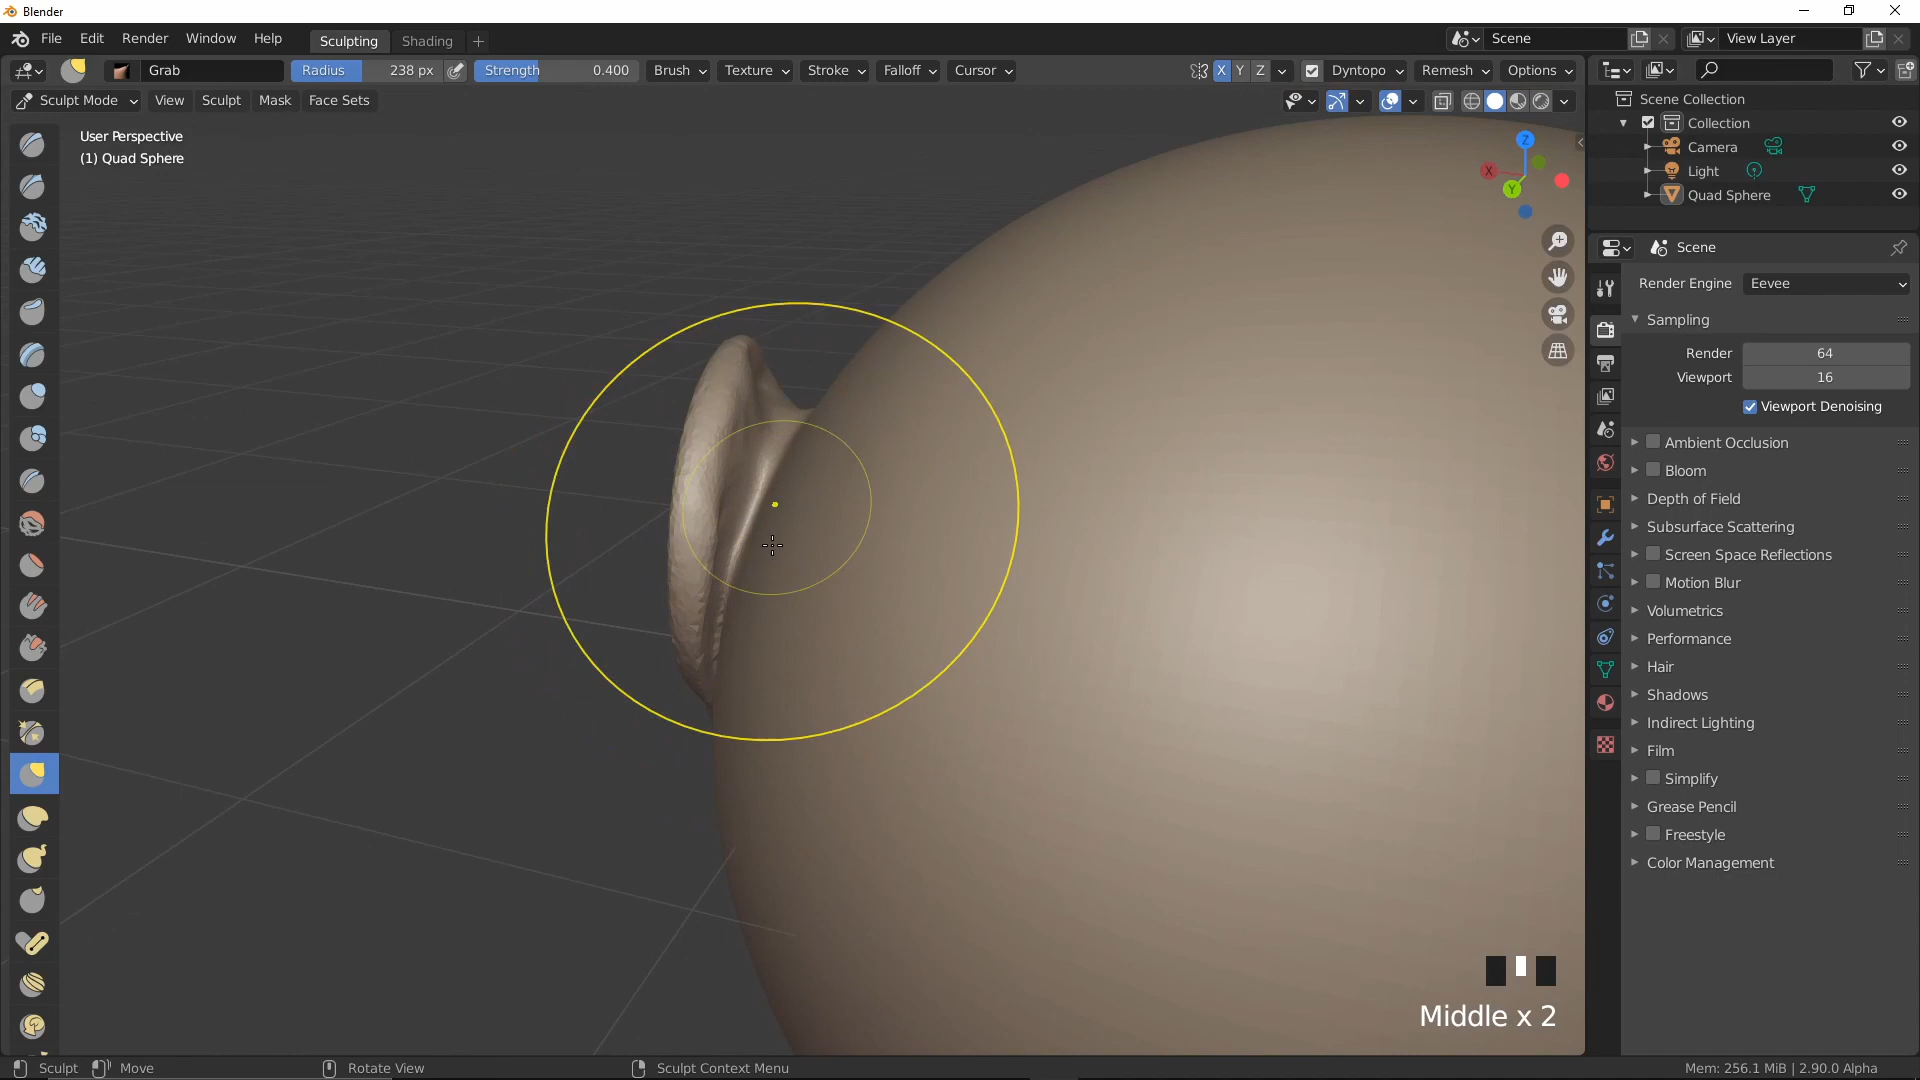 Blender
File Edit Render Window Help Sculpting Shading + Scene View Layer
Grab Radius 238 px Strength 0.400 Brush Texture Stroke Falloff Cursor X Y Z Dyntopo Remesh Options
Sculpt Mode View Sculpt Mask Face Sets
User Perspective
(1) Quad Sphere
Z
X
Y
Scene Collection
Collection
Camera
Light
Quad Sphere
Scene
Render Engine Eevee
Sampling
Render 64
Viewport 16
Viewport Denoising
Ambient Occlusion
Bloom
Depth of Field
Subsurface Scattering
Screen Space Reflections
Motion Blur
Volumetrics
Performance
Hair
Shadows
Indirect Lighting
Film
Simplify
Grease Pencil
Freestyle
Color Management
Middle x 2
Sculpt Move Rotate View Sculpt Context Menu Mem: 256.1 MiB | 2.90.0 Alpha